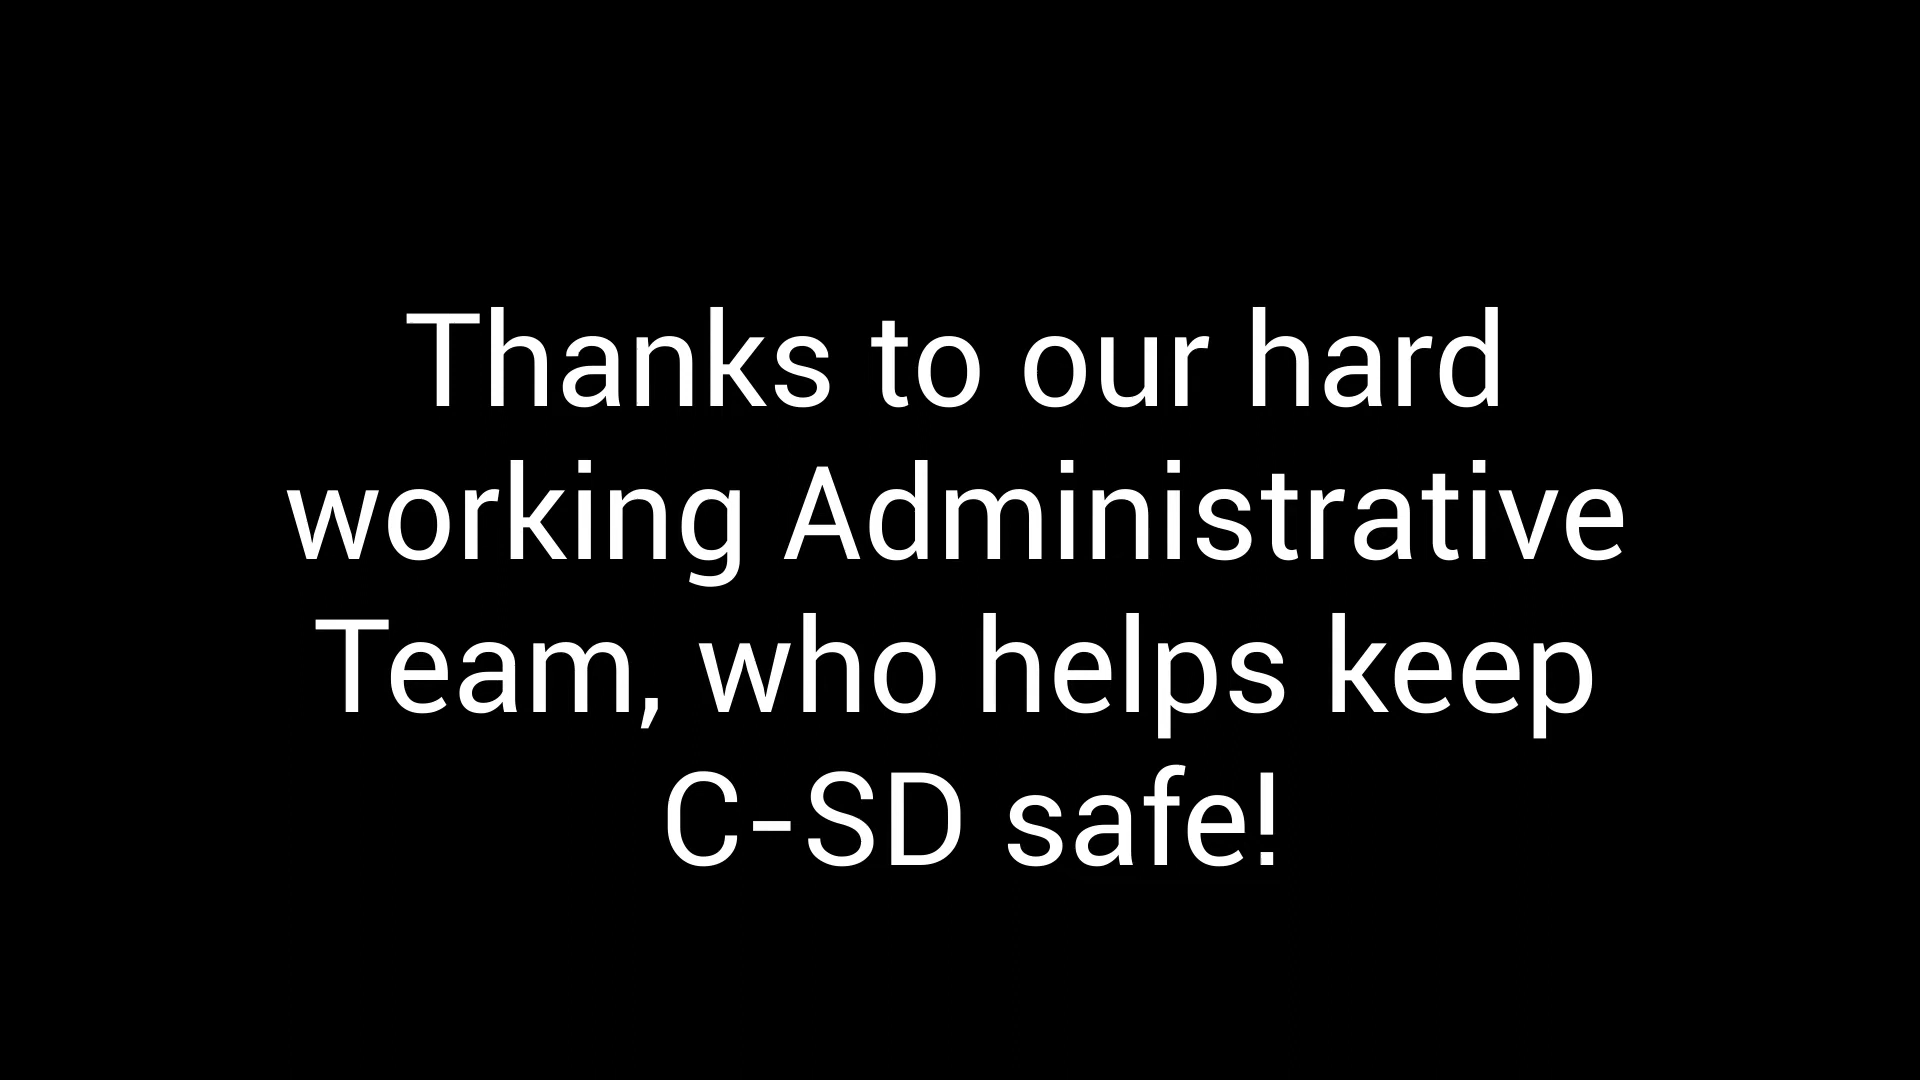 Thanks to our hard
working Administrative
Team, who helps keep
C-SD safe!